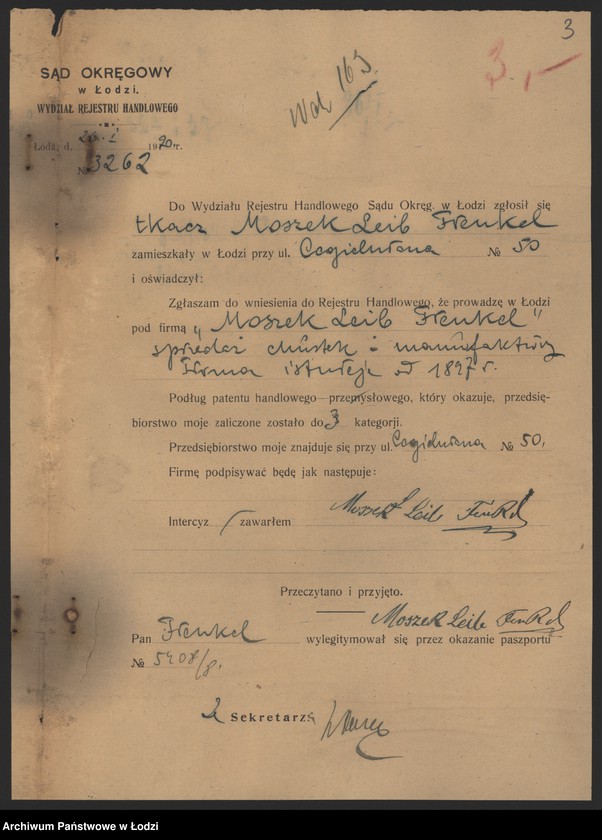 3
3,-
Wch 163.
SĄD OKRĘGOWY
w Łodzi.
WYDZIAŁ REJESTRU HANDLOWEGO
Łódź, d. 26.I 1920 r.
№ 3262
Do Wydziału Rejestru Handlowego Sądu Okręg. w Łodzi zgłosił się
tkacz Moszek Leib Frenkel
zamieszkały w Łodzi przy ul. Cegielniana № 50
i oświadczył:
Zgłaszam do wniesienia do Rejestru Handlowego, że prowadzę w Łodzi
pod firmą „Moszek Leib Frenkel"
sprzedaż chustek i manufaktury
Firma istnieje od 1897 r.
Podług patentu handlowego przemysłowego, który okazuje, przedsię-
biorstwo moje zaliczone zostało do 3 kategorji.
Przedsiębiorstwo moje znajduje się przy ul. Cegielniana № 50,
Firmę podpisywać będę jak następuje:
Moszek Leib
Intercyz zawarłem
Przeczytano i przyjęto.
Moszek Leib
Pan Frenkel wylegitymował się przez okazanie paszportu
№ 5408/8.
Sekretarz
Archiwum Państwowe w Łodzi